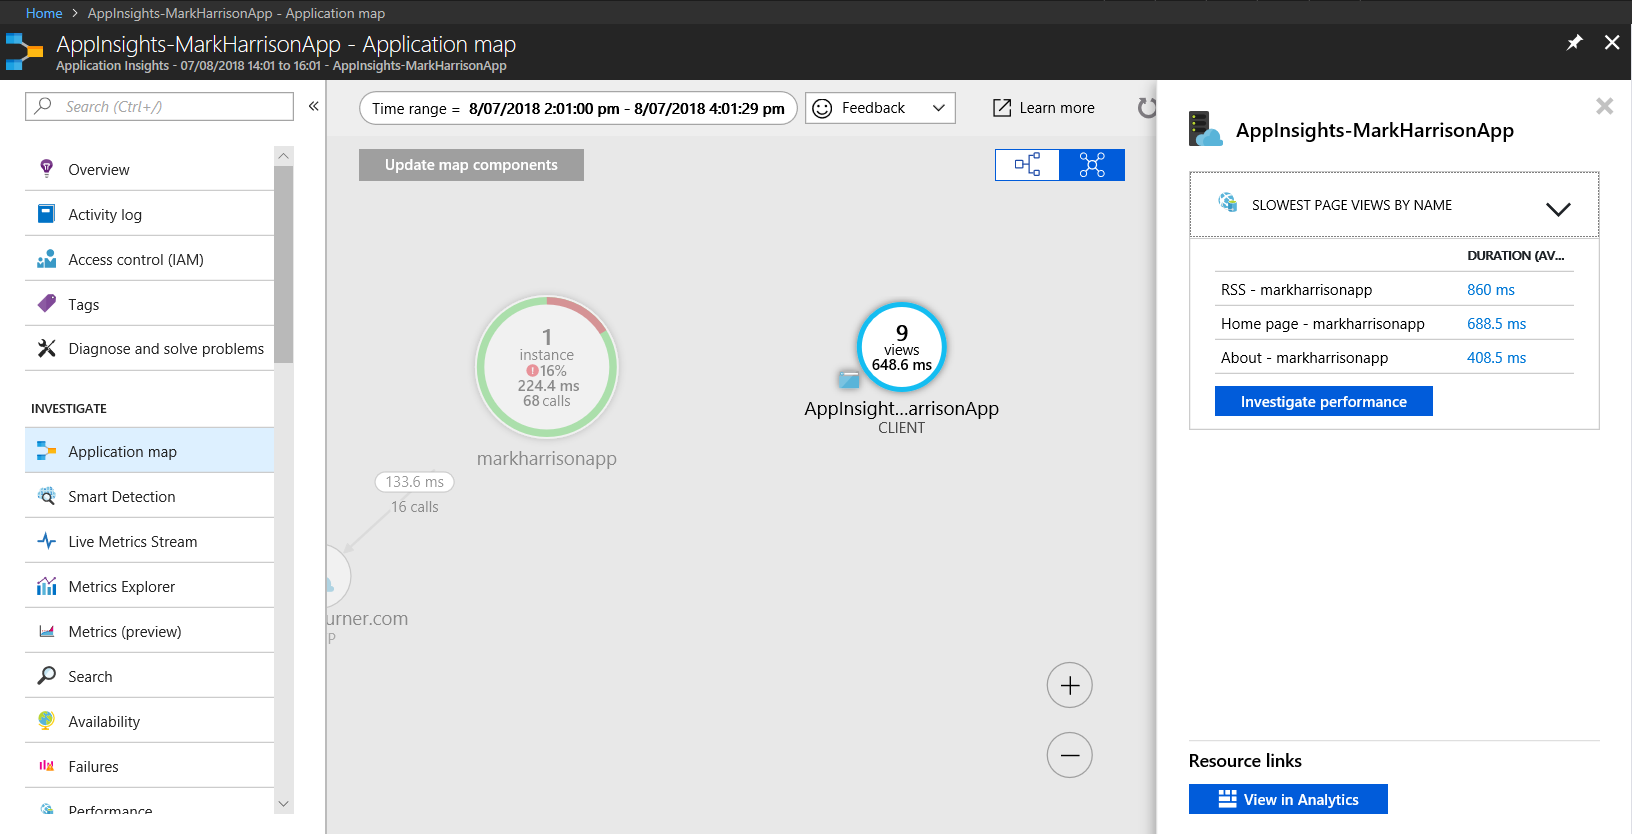 Home > AppInsights-MarkHarrisonApp - Application map
AppInsights-MarkHarrisonApp - Application map
Application Insights - 07/08/2018 14:01 to 16:01 - AppInsights-MarkHarrisonApp
Search (Ctrl+/)
«
Overview
Activity log
Access control (IAM)
Tags
Diagnose and solve problems
INVESTIGATE
Application map
Smart Detection
Live Metrics Stream
Metrics Explorer
Metrics (preview)
Search
Availability
Failures
Performance
Time range = 8/07/2018 2:01:00 pm - 8/07/2018 4:01:29 pm
Feedback
Learn more
Update map components
1
instance
16%
224.4 ms
68 calls
markharrisonapp
133.6 ms
16 calls
urner.com
P
9
views
648.6 ms
AppInsight...arrisonApp
CLIENT
AppInsights-MarkHarrisonApp
SLOWEST PAGE VIEWS BY NAME
DURATION (AV...
RSS - markharrisonapp 860 ms
Home page - markharrisonapp 688.5 ms
About - markharrisonapp 408.5 ms
Investigate performance
Resource links
View in Analytics